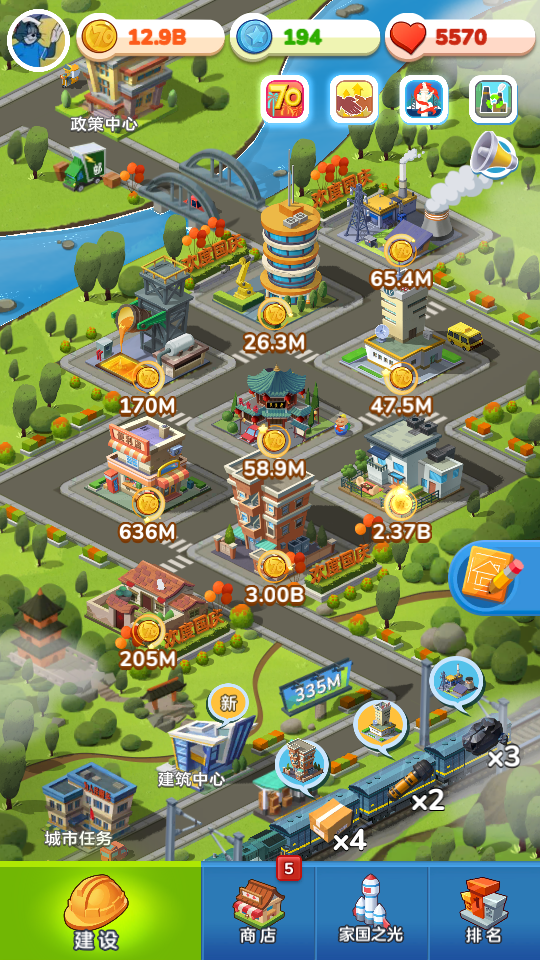 12.9B
194
5570
70
政策中心
欢度国庆
欢度国庆
65.4M
26.3M
170M
47.5M
58.9M
636M
2.37B
欢度国庆
3.00B
欢度国庆
205M
335M
新
建筑中心
x3
x2
城市任务
x4
5
建设
商店
家国之光
排名